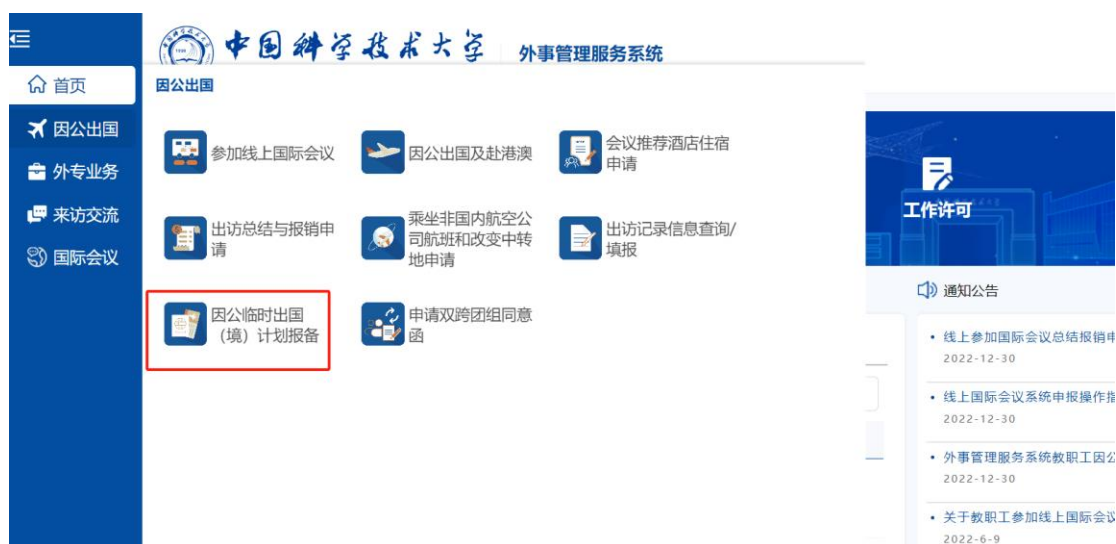 中国科学技术大学 外事管理服务系统
首页
因公出国
外专业务
来访交流
国际会议
因公出国
参加线上国际会议
因公出国及赴港澳
会议推荐酒店住宿
申请
出访总结与报销申
请
乘坐非国内航空公
司航班和改变中转
地申请
出访记录信息查询/
填报
因公临时出国
（境）计划报备
申请双跨团组同意
函
工作许可
通知公告
线上参加国际会议总结报销申
2022-12-30
线上国际会议系统申报操作指
2022-12-30
外事管理服务系统教职工因公
2022-12-30
关于教职工参加线上国际会议
2022-6-9